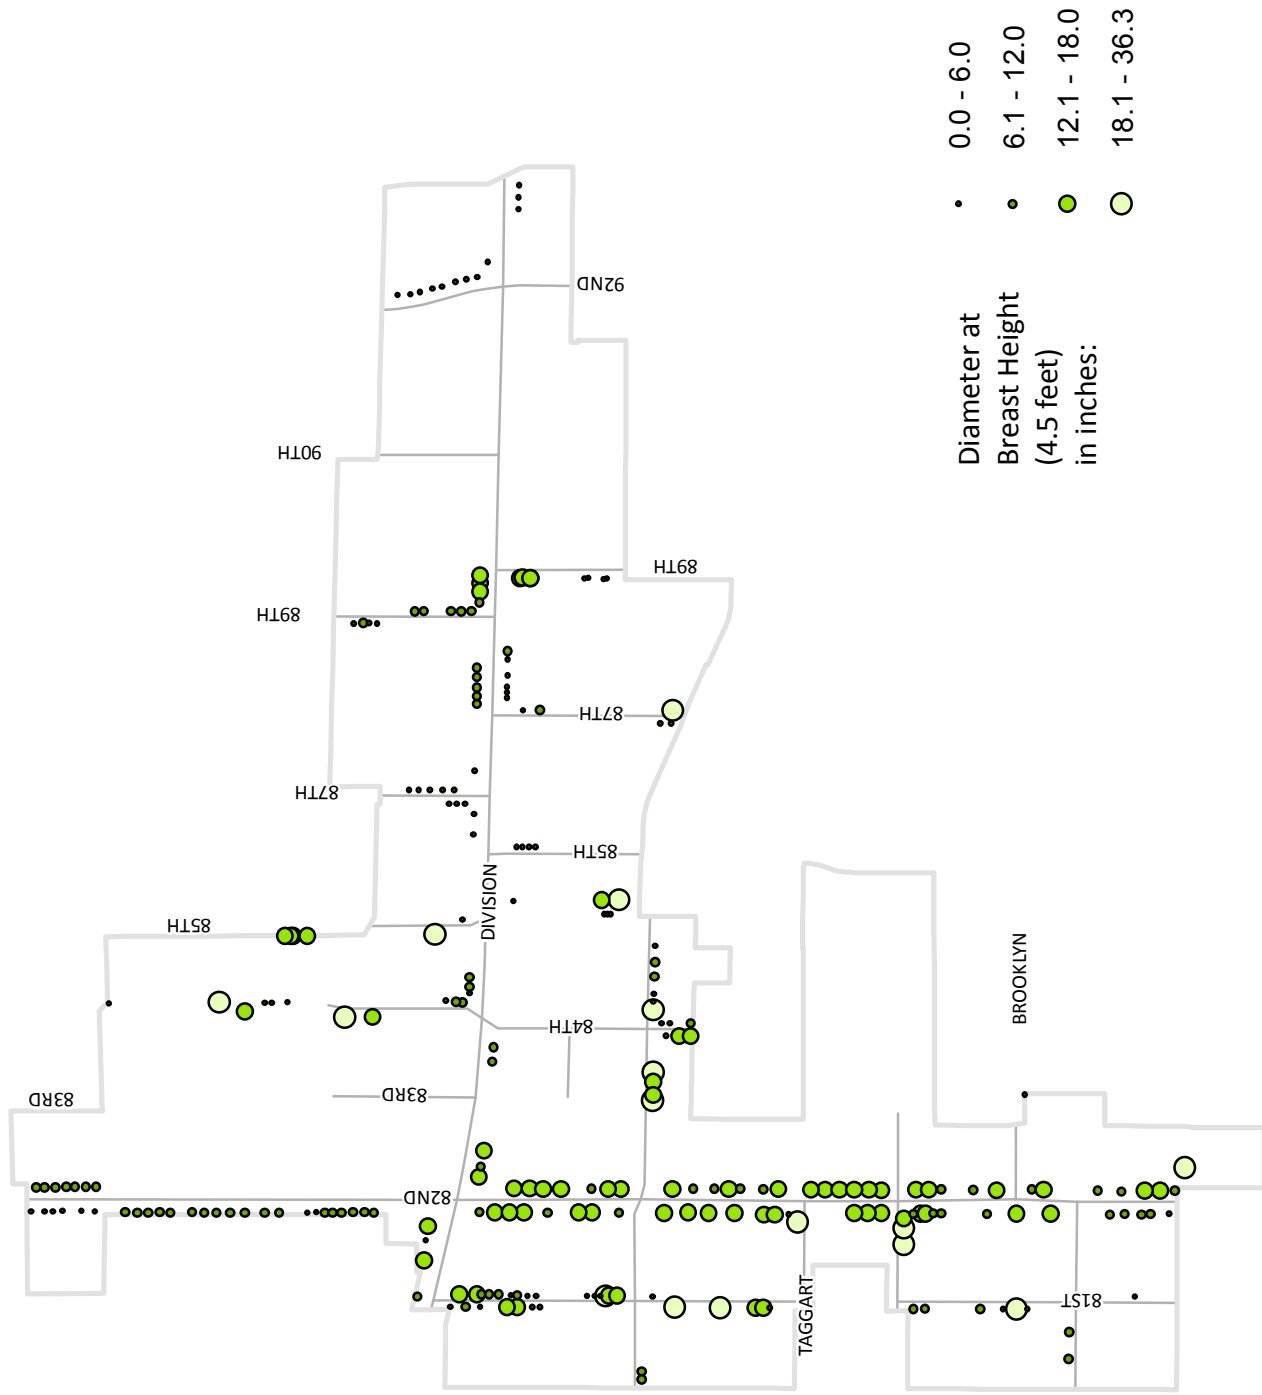 83RD
85TH
87TH
89TH
90TH
92ND
82ND
83RD
84TH
DIVISION
85TH
87TH
89TH
TAGGART
81ST
BROOKLYN
Diameter at
Breast Height
(4.5 feet)
in inches:
0.0 - 6.0
6.1 - 12.0
12.1 - 18.0
18.1 - 36.3